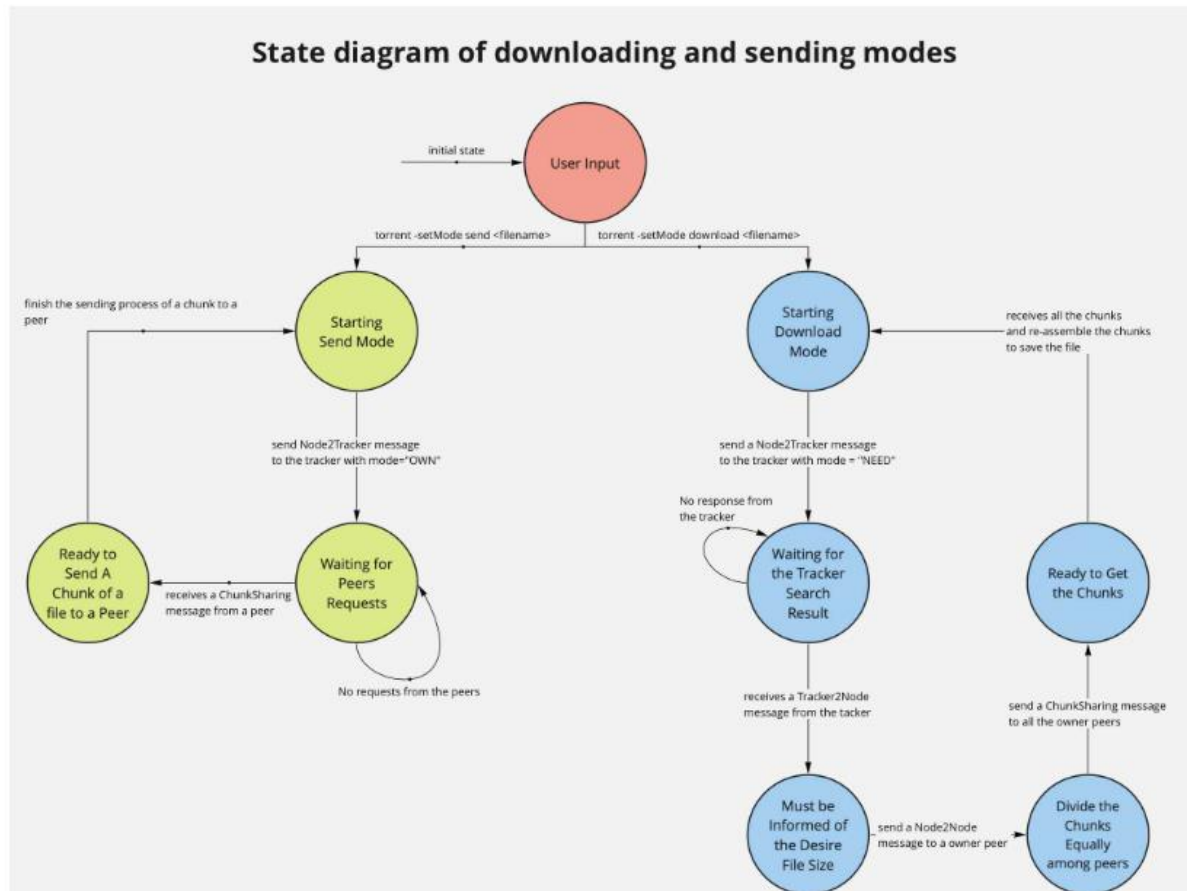 State diagram of downloading and sending modes
initial state
User Input
torrent -setMode send <filename>
torrent -setMode download <filename>
finish the sending process of a chunk to a
peer
Starting
Send Mode
Starting
Download
Mode
receives all the chunks
and re-assemble the chunks
to save the file
send Node2Tracker message
to the tracker with mode="OWN"
send a Node2Tracker message
to the tracker with mode = "NEED"
No response from
the tracker
Ready to
Send A
Chunk of a
file to a Peer
receives a ChunkSharing
message from a peer
Waiting for
Peers
Requests
Waiting for
the Tracker
Search
Result
Ready to Get
the Chunks
No requests from the peers
receives a Tracker2Node
message from the tacker
send a ChunkSharing message
to all the owner peers
Must be
Informed of
the Desire
File Size
send a Node2Node
message to a owner peer
Divide the
Chunks
Equally
among peers